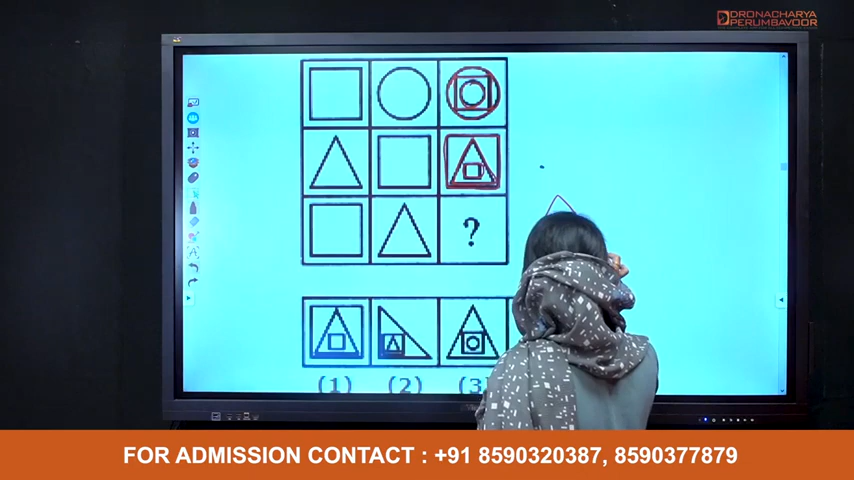 DRONACHARYA
PERUMBAVOOR
?
(1) (2) (3
FOR ADMISSION CONTACT : +91 8590320387, 8590377879